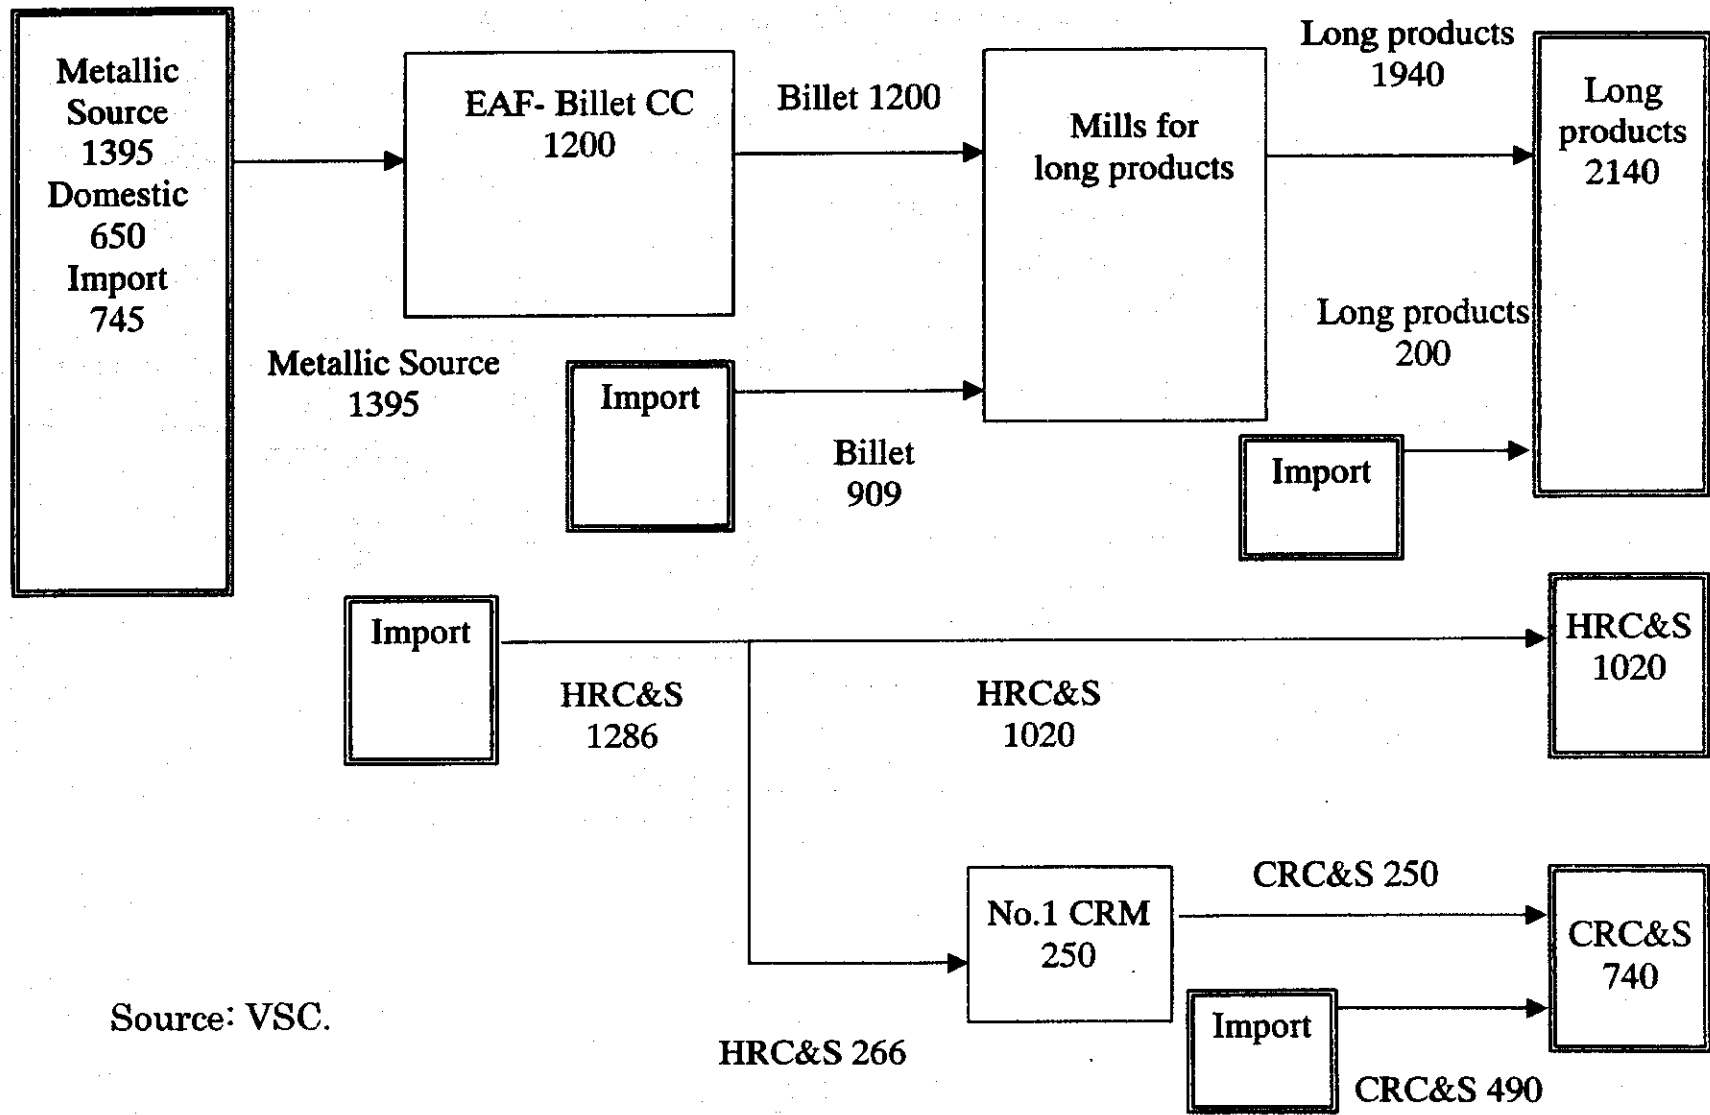 Metallic
Source
1395
Domestic
650
Import
745
Metallic Source
1395
EAF- Billet CC
1200
Billet 1200
Import
Billet
909
Mills for
long products
Long products
1940
Long products
200
Import
Long
products
2140
Import
HRC&S
1286
HRC&S
1020
HRC&S
1020
HRC&S 266
No.1 CRM
250
CRC&S 250
Import
CRC&S 490
CRC&S
740
Source: VSC.